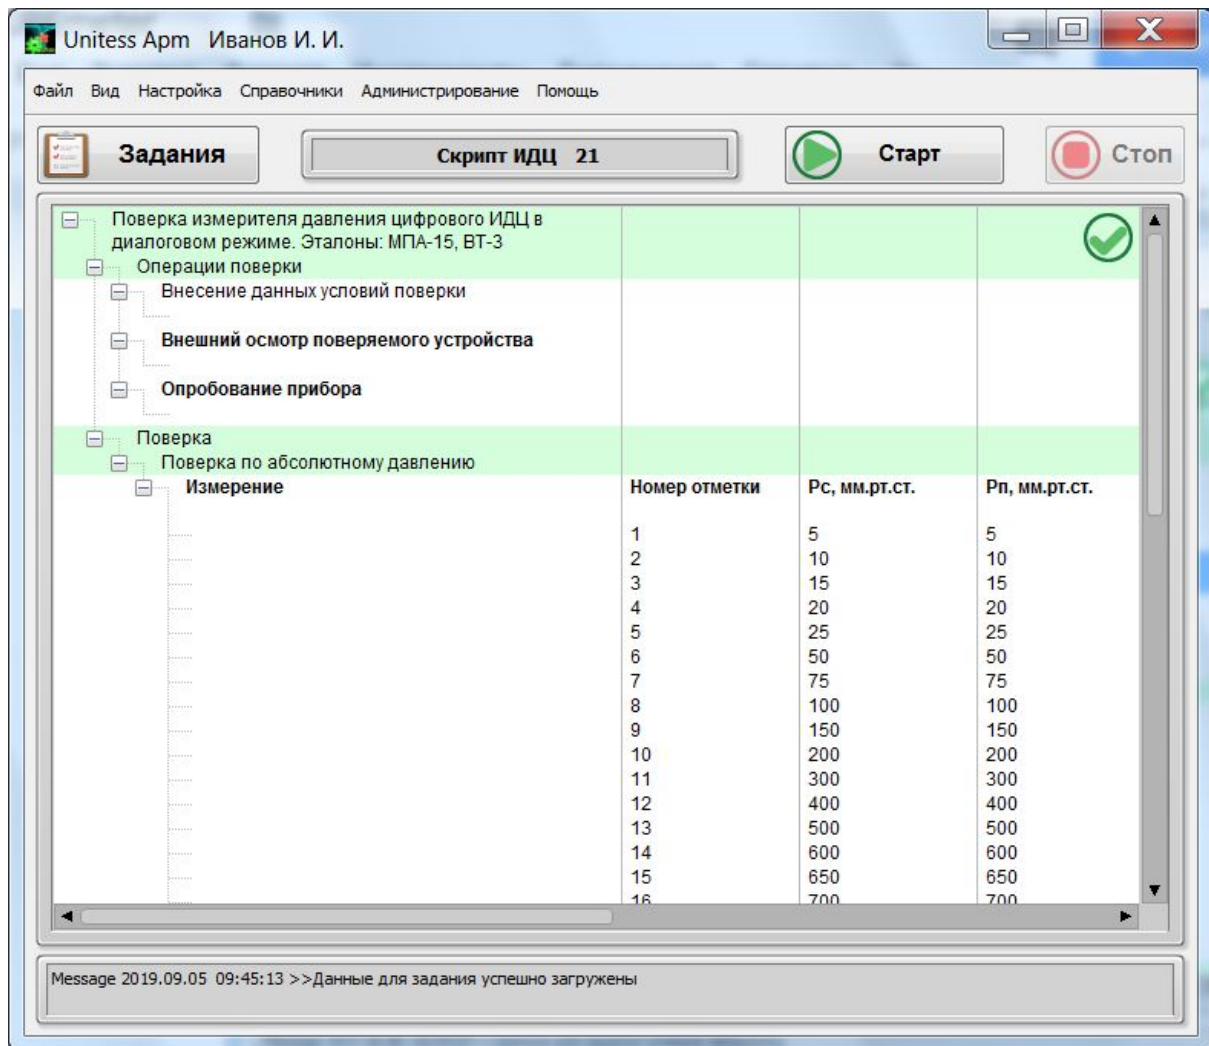 Unitess Apm Иванов И. И.
Файл Вид Настройка Справочники Администрирование Помощь
Задания
Скрипт ИДЦ 21
Старт
Стоп
Поверка измерителя давления цифрового ИДЦ в
диалоговом режиме. Эталоны: МПА-15, ВТ-3
Операции поверки
Внесение данных условий поверки
Внешний осмотр поверяемого устройства
Опробование прибора
Поверка
Поверка по абсолютному давлению
Измерение Номер отметки Рс, мм.рт.ст. Рп, мм.рт.ст.
1 5 5
2 10 10
3 15 15
4 20 20
5 25 25
6 50 50
7 75 75
8 100 100
9 150 150
10 200 200
11 300 300
12 400 400
13 500 500
14 600 600
15 650 650
16 700 700
Message 2019.09.05 09:45:13 >>Данные для задания успешно загружены